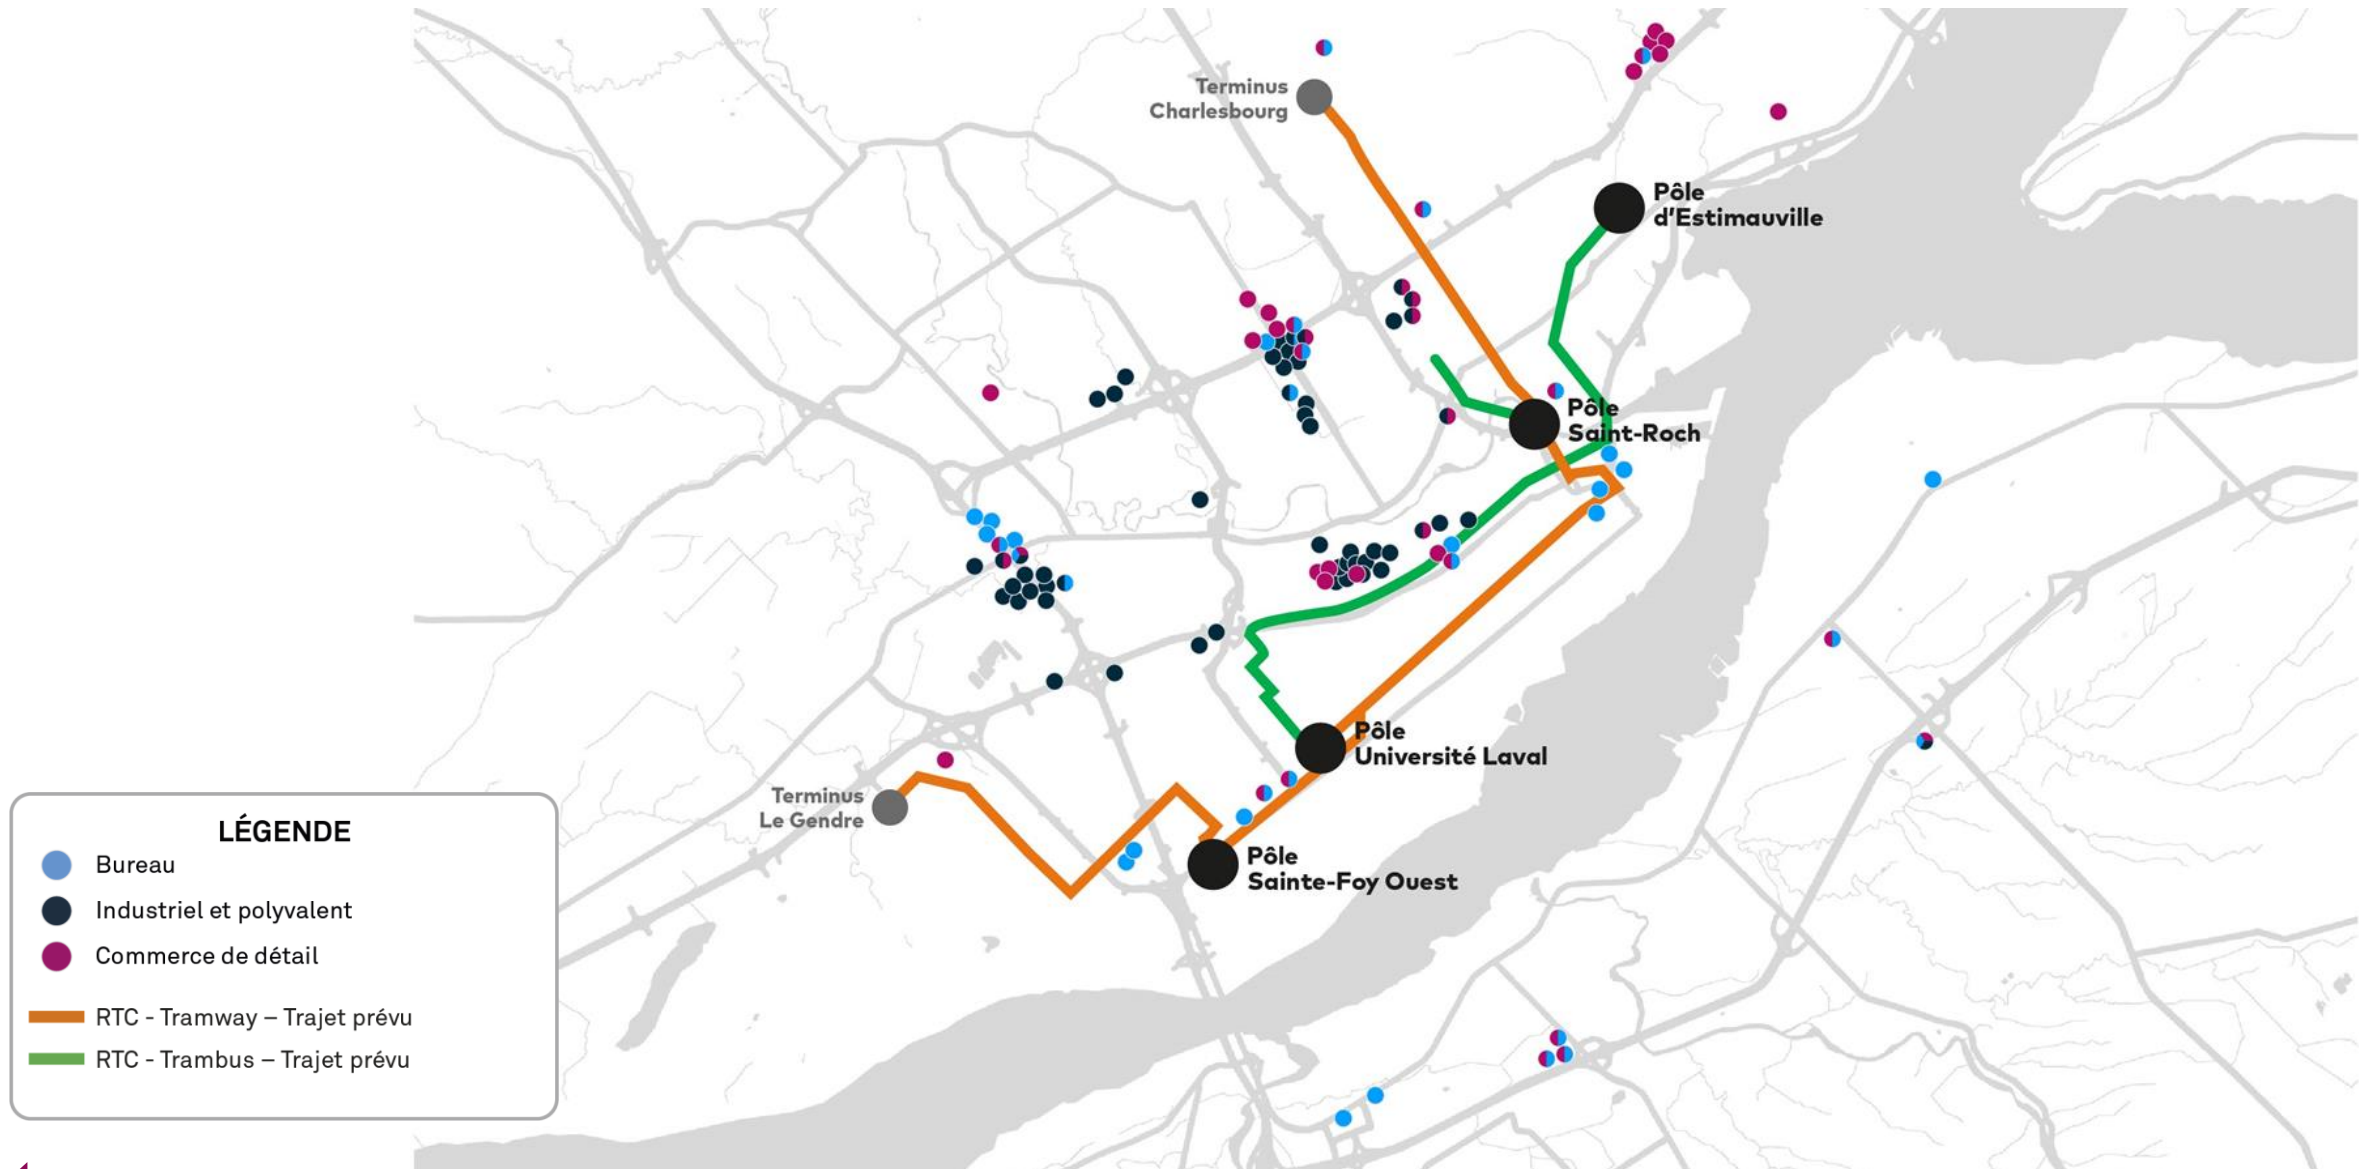 Terminus
Charlesbourg
Pôle
d'Estimauville
Pôle
Saint-Roch
Pôle
Université Laval
Terminus
Le Gendre
Pôle
Sainte-Foy Ouest
LÉGENDE
Bureau
Industriel et polyvalent
Commerce de détail
RTC - Tramway – Trajet prévu
RTC - Trambus – Trajet prévu